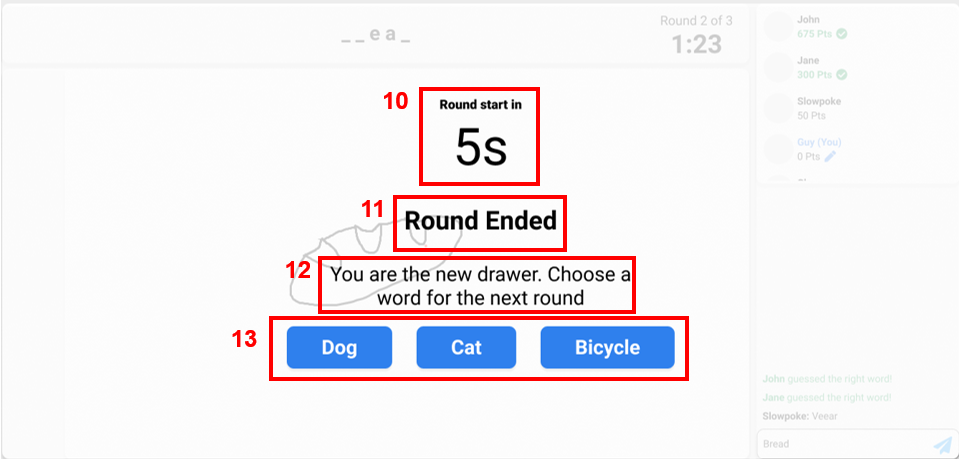 _ _ e a _
Round 2 of 3
1:23
John
675 Pts
Jane
300 Pts
Slowpoke
50 Pts
Guy (You)
0 Pts
10
Round start in
5s
11
Round Ended
12
You are the new drawer. Choose a
word for the next round
13
Dog
Cat
Bicycle
John guessed the right word!
Jane guessed the right word!
Slowpoke: Veear
Bread